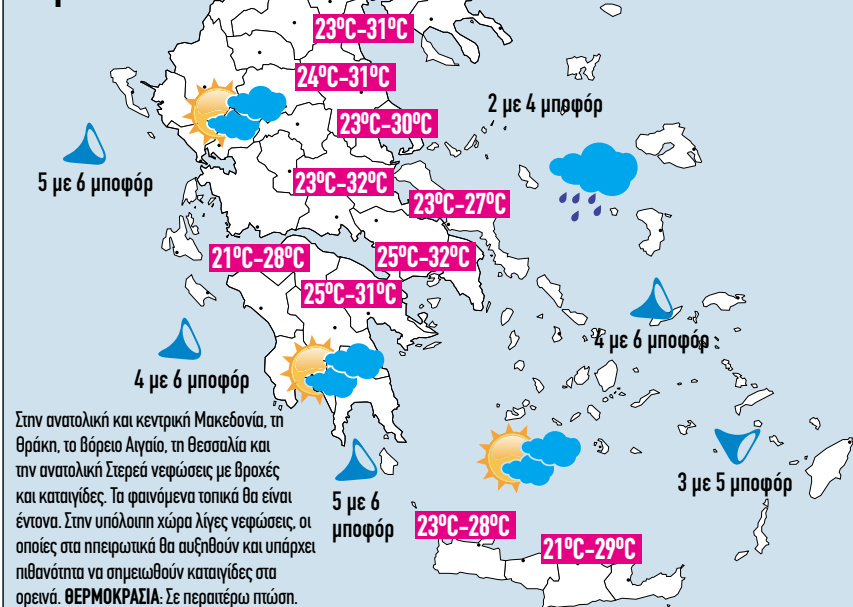 23°C-31°C
24°C-31°C
2 με 4 μποφόρ
23°C-30°C
5 με 6 μποφόρ
23°C-32°C
23°C-27°C
21°C-28°C
25°C-32°C
25°C-31°C
4 με 6 μποφόρ
4 με 6 μποφόρ
Στην ανατολική και κεντρική Μακεδονία, τη
Θράκη, το βόρειο Αιγαίο, τη Θεσσαλία και
την ανατολική Στερεά νεφώσεις με βροχές
και καταιγίδες. Τα φαινόμενα τοπικά θα είναι
έντονα. Στην υπόλοιπη χώρα λίγες νεφώσεις, οι
οποίες στα ηπειρωτικά θα αυξηθούν και υπάρχει
πιθανότητα να σημειωθούν καταιγίδες στα
ορεινά. ΘΕΡΜΟΚΡΑΣΙΑ: Σε περαιτέρω πτώση.
5 με 6
μποφόρ
3 με 5 μποφόρ
23°C-28°C
21°C-29°C